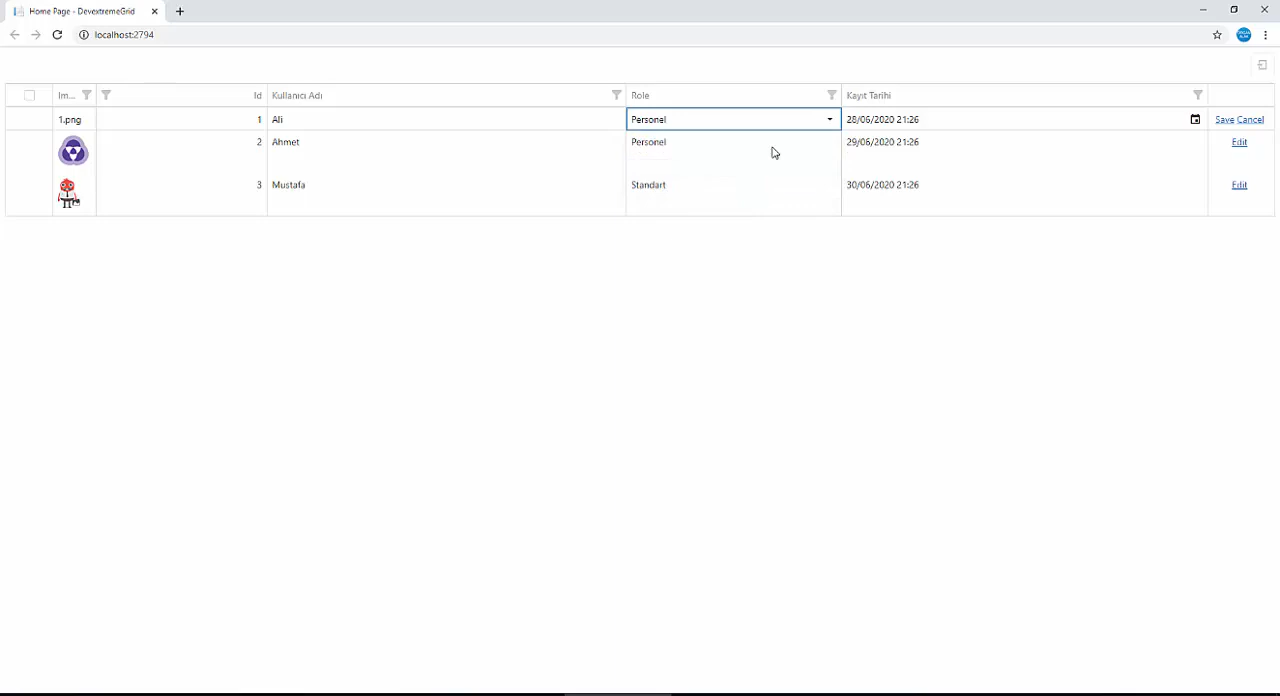 Home Page - DevextremeGrid
localhost:2794
Im... Id Kullanıcı Adı Role Kayıt Tarihi
1.png 1 Ali Personel 28/06/2020 21:26 Save Cancel
2 Ahmet Personel 29/06/2020 21:26 Edit
3 Mustafa Standart 30/06/2020 21:26 Edit